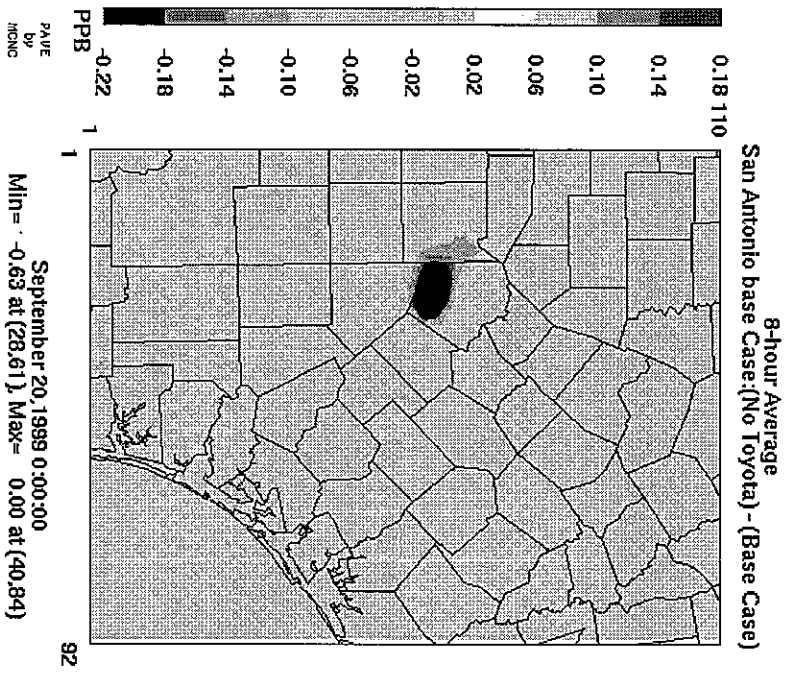 8-hour Average
San Antonio base Case:(No Toyota) - (Base Case)
0.18 110
0.14
0.10
0.06
0.02
-0.02
-0.06
-0.10
-0.14
-0.18
-0.22 1
PPB
1 92
PAVE
by
MCNC
September 20,1999 0:00:00
Min= -0.63 at (28,61), Max= 0.00 at (40,84)